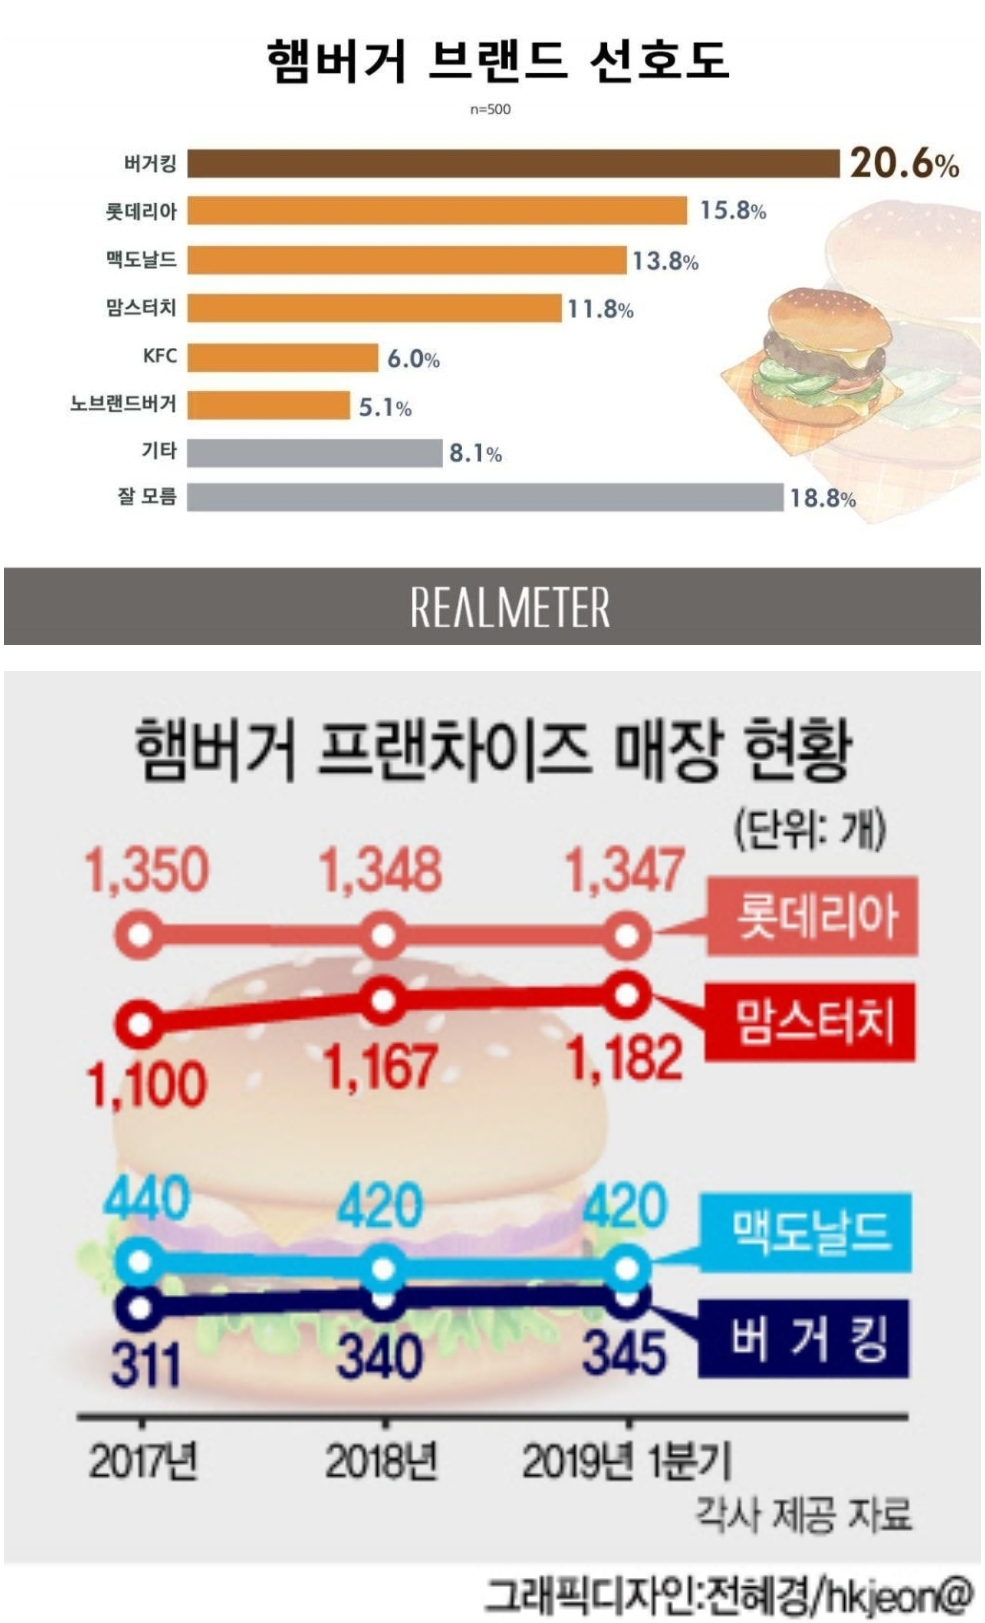 햄버거 브랜드 선호도
n=500
버거킹 20.6%
롯데리아 15.8%
맥도날드 13.8%
맘스터치 11.8%
KFC 6.0%
노브랜드버거 5.1%
기타 8.1%
잘 모름 18.8%
REALMETER
햄버거 프랜차이즈 매장 현황
(단위: 개)
1,350 1,348 1,347 롯데리아
1,100 1,167 1,182 맘스터치
440 420 420 맥도날드
311 340 345 버거킹
2017년 2018년 2019년 1분기
각사 제공 자료
그래픽디자인:전혜경/hkjeon@